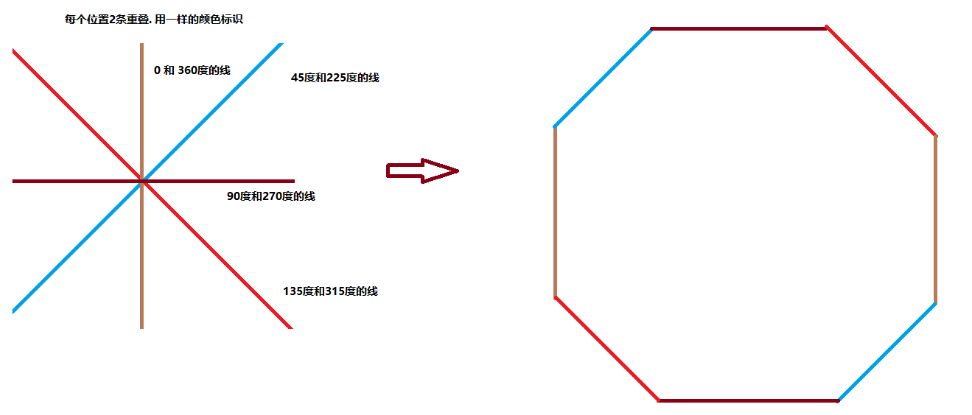 每个位置2条重叠. 用一样的颜色标识
0 和 360度的线
45度和225度的线
90度和270度的线
135度和315度的线